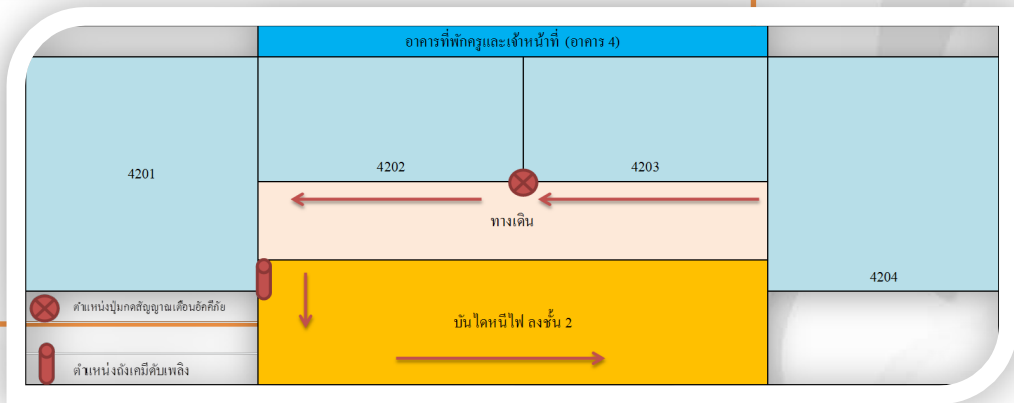 อาคารที่พักครูและเจ้าหน้าที่ (อาคาร 4)
4201
4202
4203
ทางเดิน
4204
ตำแหน่งปุ่มกดสัญญาณเตือนอัคคีภัย
บันไดหนีไฟ ลงชั้น 2
ตำแหน่งถังเคมีดับเพลิง